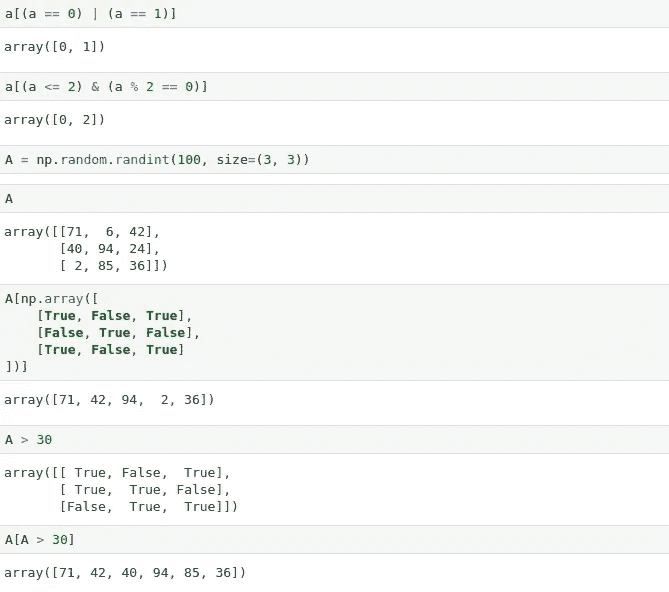 a[(a == 0) | (a == 1)]
array([0, 1])
a[(a <= 2) & (a % 2 == 0)]
array([0, 2])
A = np.random.randint(100, size=(3, 3))
A
array([[71,  6, 42],
       [40, 94, 24],
       [ 2, 85, 36]])
A[np.array([
    [True, False, True],
    [False, True, False],
    [True, False, True]
])]
array([71, 42, 94,  2, 36])
A > 30
array([[ True, False,  True],
       [ True,  True, False],
       [False,  True,  True]])
A[A > 30]
array([71, 42, 40, 94, 85, 36])